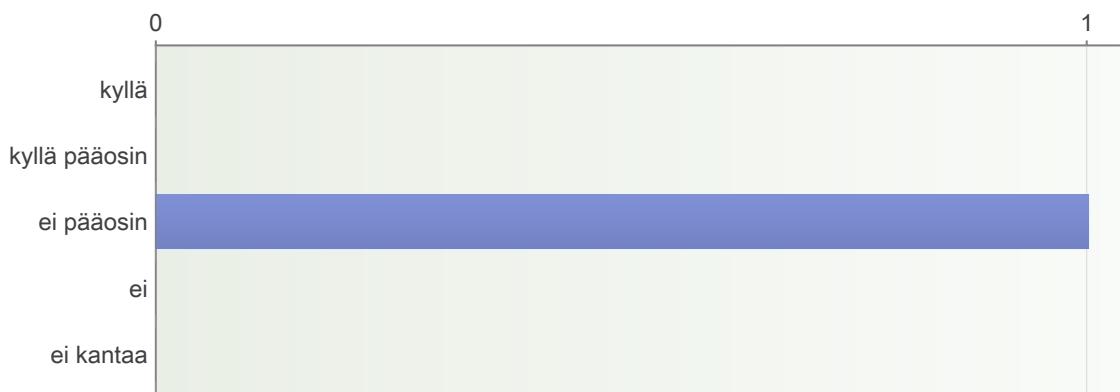 0 1
kyllä
kyllä pääosin
ei pääosin
ei
ei kantaa